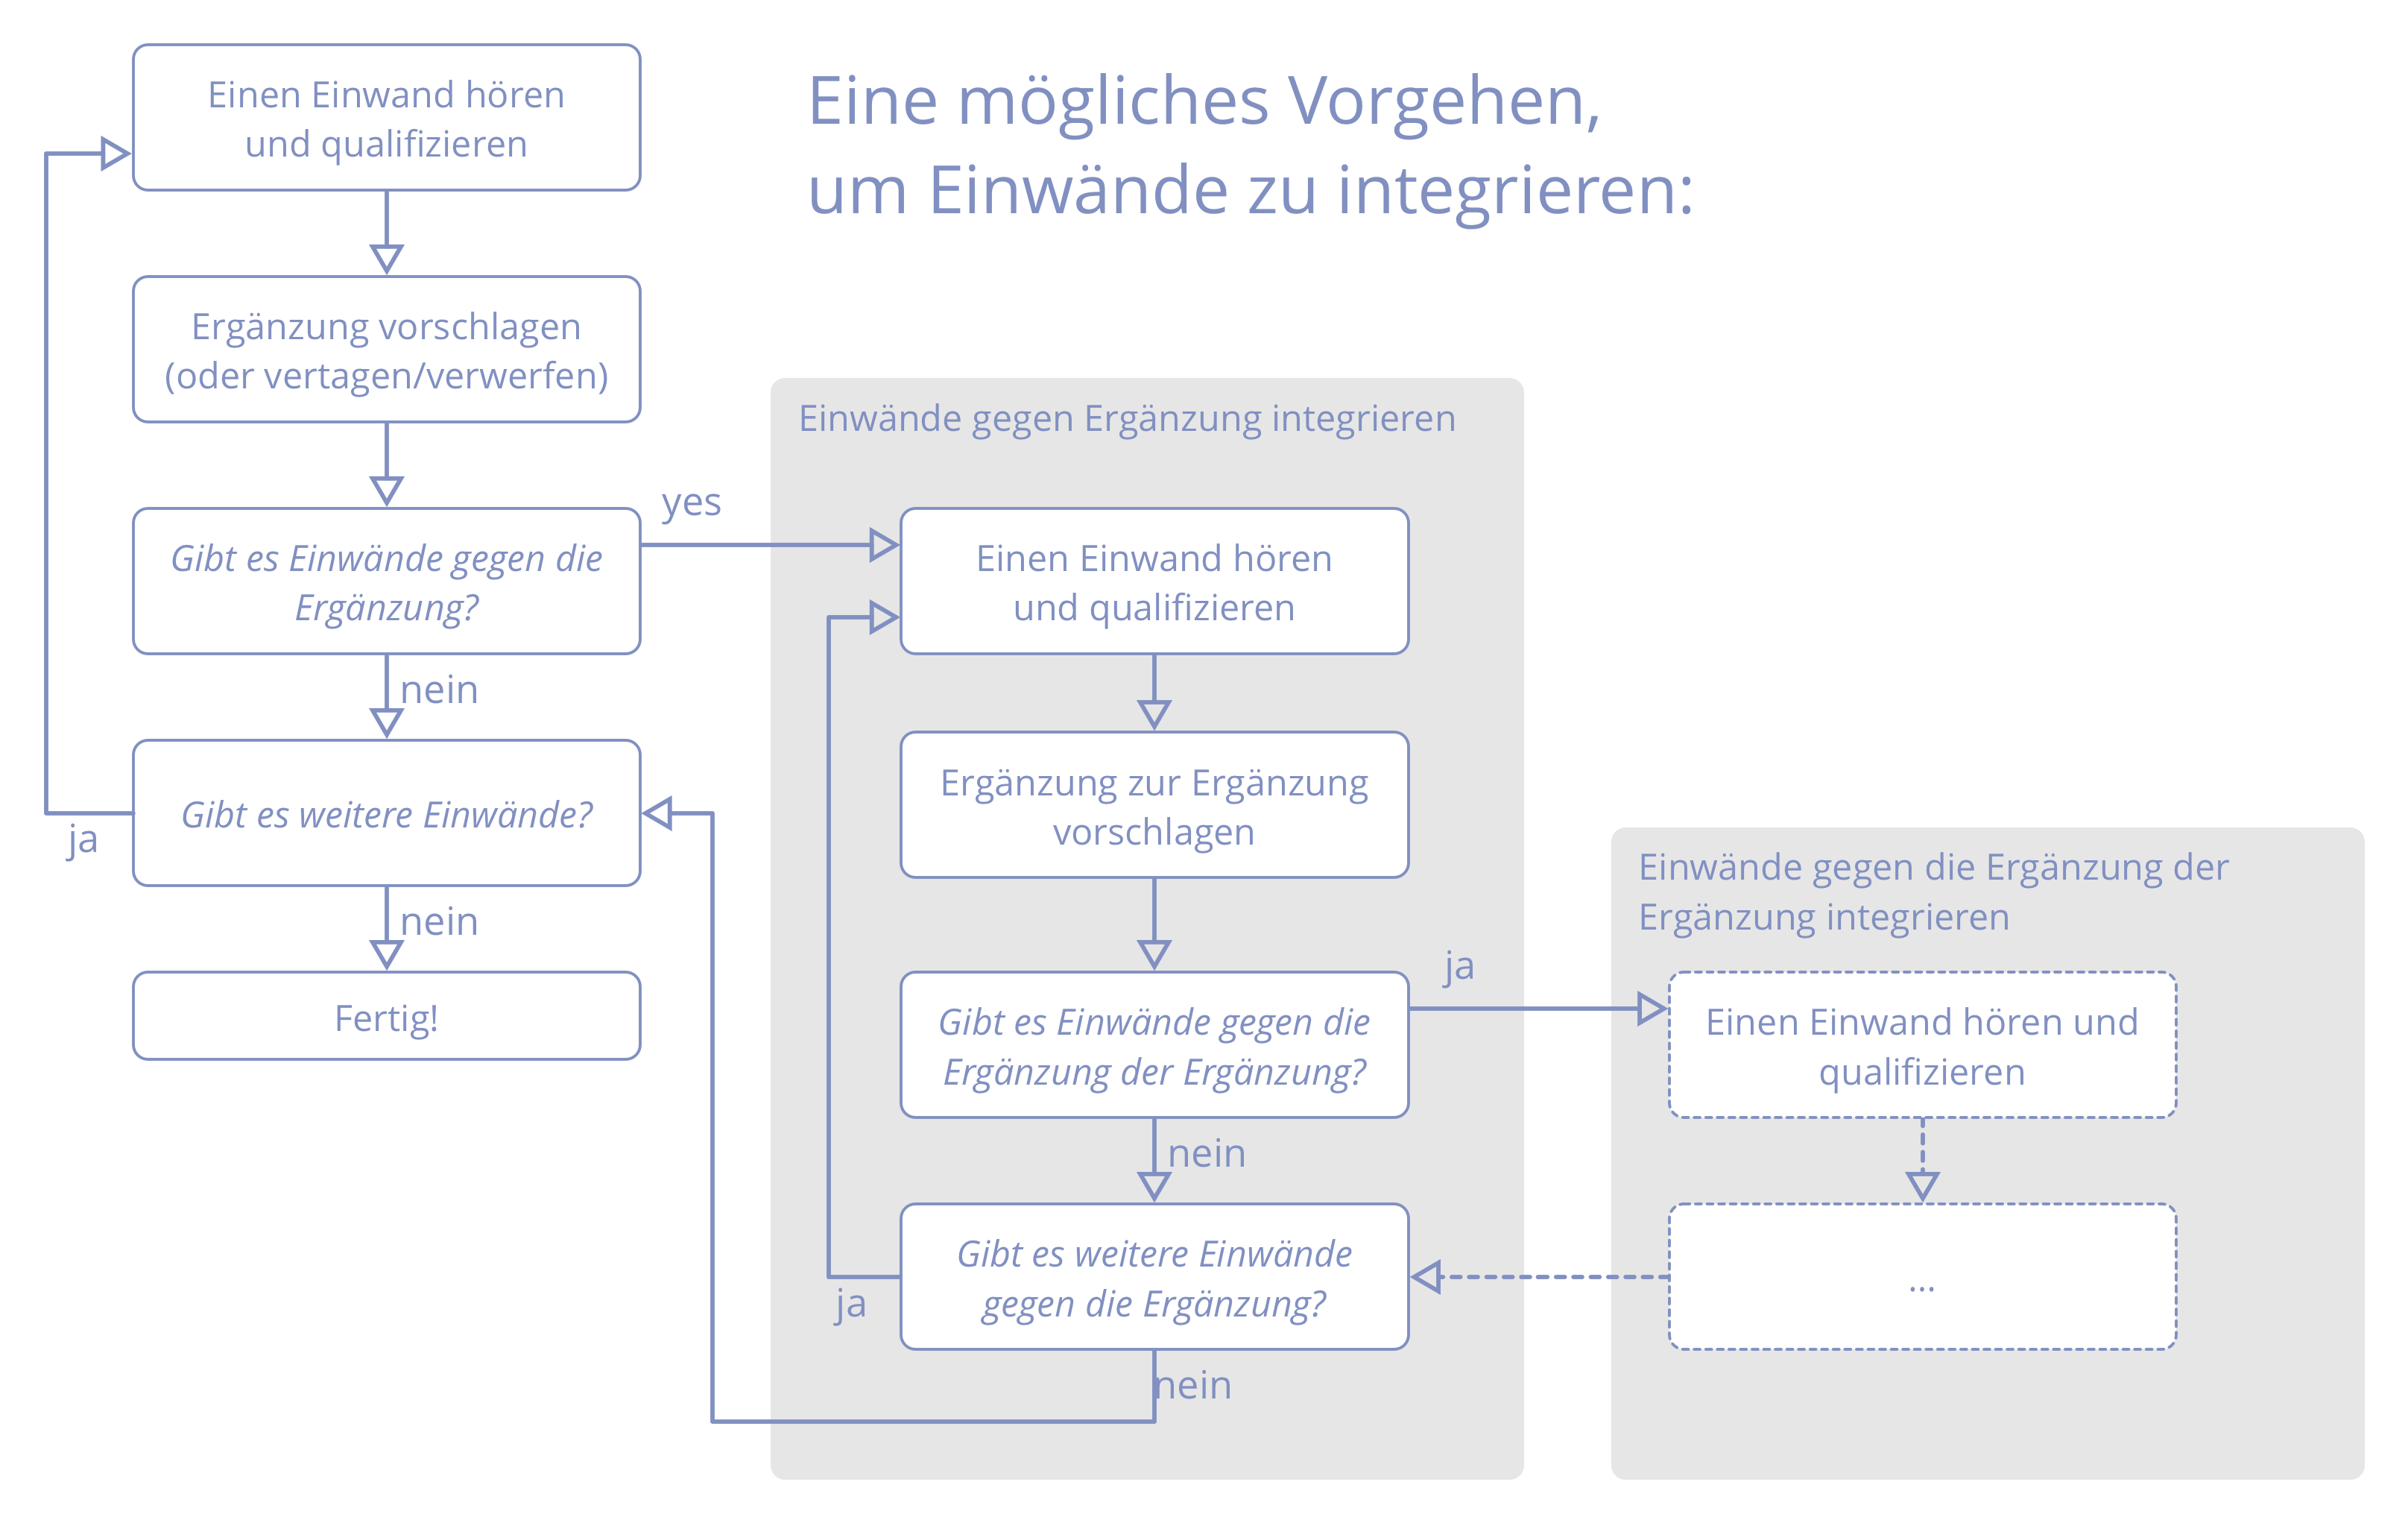 Eine mögliches Vorgehen,
um Einwände zu integrieren:
Einen Einwand hören
und qualifizieren
Ergänzung vorschlagen
(oder vertagen/verwerfen)
Gibt es Einwände gegen die
Ergänzung?
yes
nein
Gibt es weitere Einwände?
ja
nein
Fertig!
Einwände gegen Ergänzung integrieren
Einen Einwand hören
und qualifizieren
Ergänzung zur Ergänzung
vorschlagen
Gibt es Einwände gegen die
Ergänzung der Ergänzung?
ja
nein
Gibt es weitere Einwände
gegen die Ergänzung?
ja
nein
Einwände gegen die Ergänzung der
Ergänzung integrieren
Einen Einwand hören und
qualifizieren
...